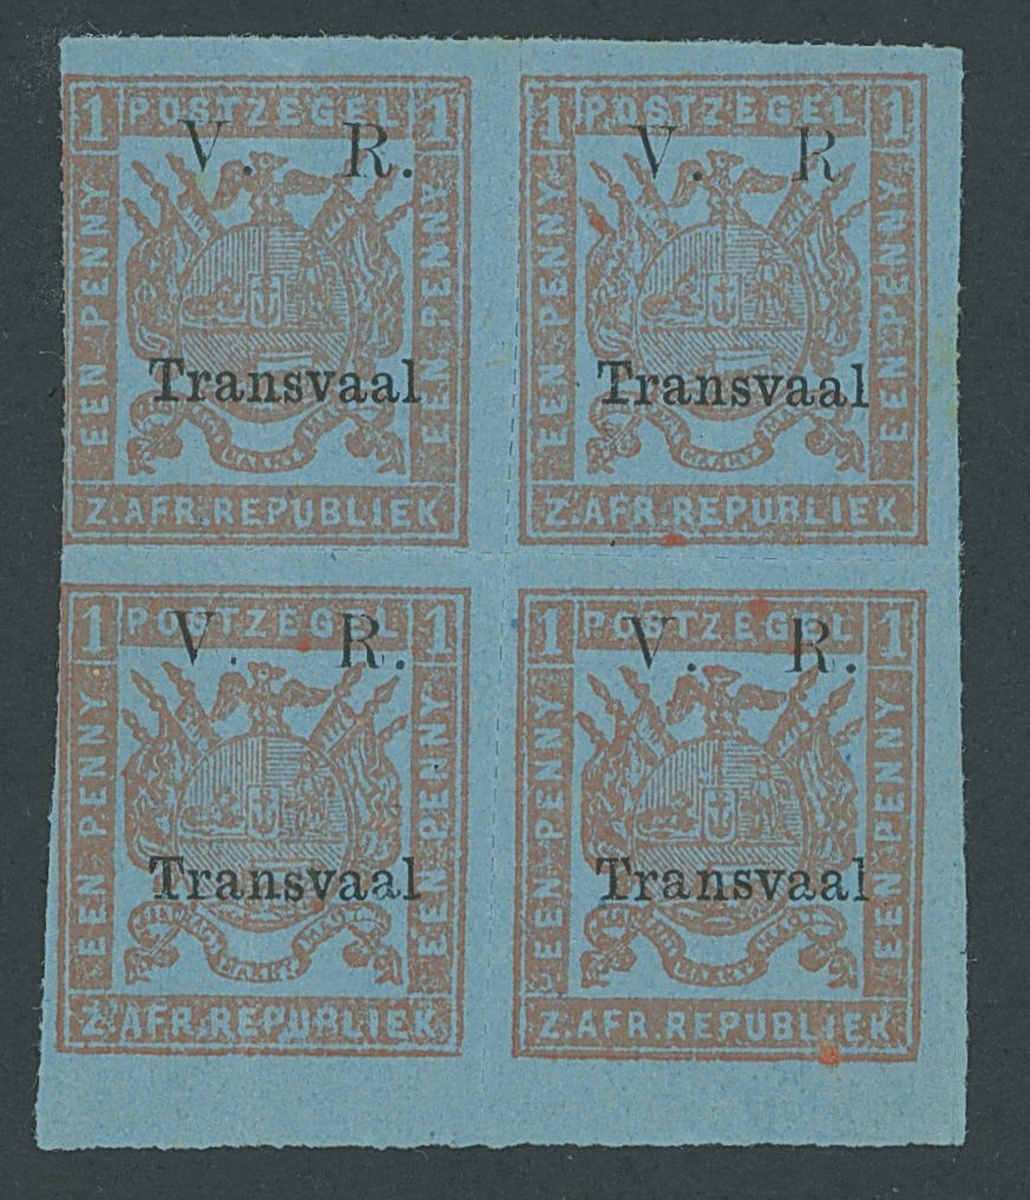 1 POSTZEGEL 1
V. R.
EEN PENNY
EEN PENNY
Transvaal
Z. AFR. REPUBLIEK
1 POSTZEGEL 1
V. R
EEN PENNY
EEN PENNY
Transvaal
Z. AFR. REPUBLIEK
1 POSTZEGEL 1
V. R.
EEN PENNY
EEN PENNY
Transvaal
Z. AFR. REPUBLIEK
1 POSTZEGEL 1
V. R.
EEN PENNY
EEN PENNY
Transvaal
Z. AFR. REPUBLIEK